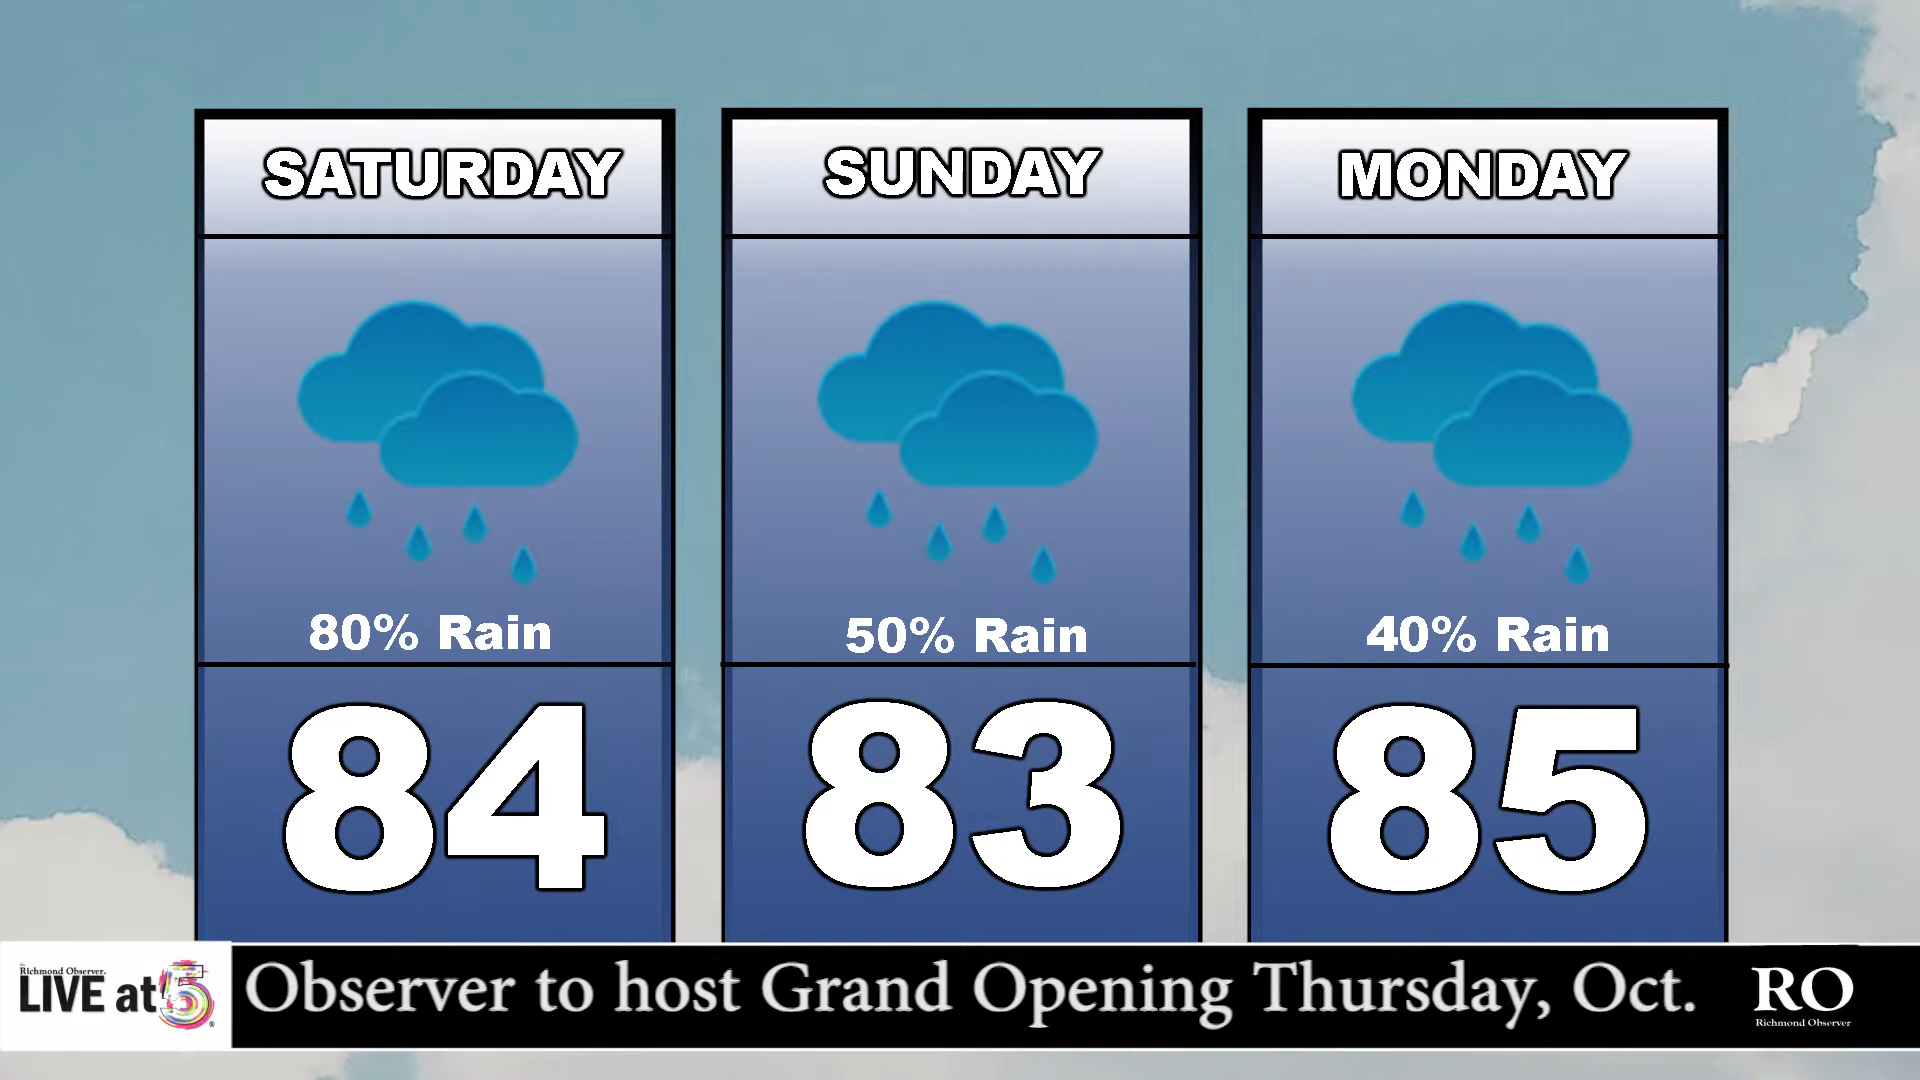 SATURDAY
80% Rain
84
SUNDAY
50% Rain
83
MONDAY
40% Rain
85
The Richmond Observer.
LIVE at 5
Observer to host Grand Opening Thursday, Oct.
RO
Richmond Observer